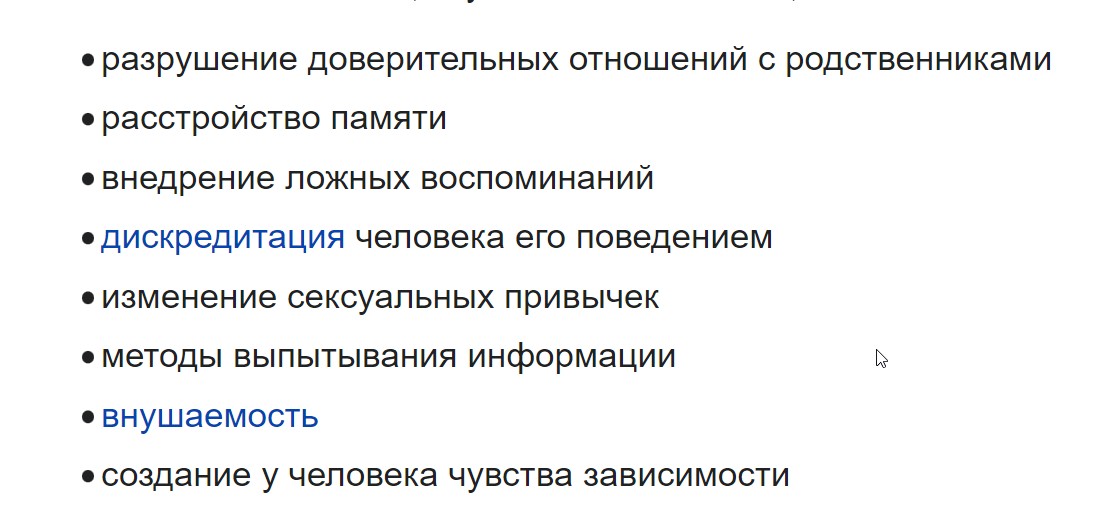 • разрушение доверительных отношений с родственниками
• расстройство памяти
• внедрение ложных воспоминаний
• дискредитация человека его поведением
• изменение сексуальных привычек
• методы выпытывания информации
• внушаемость
• создание у человека чувства зависимости